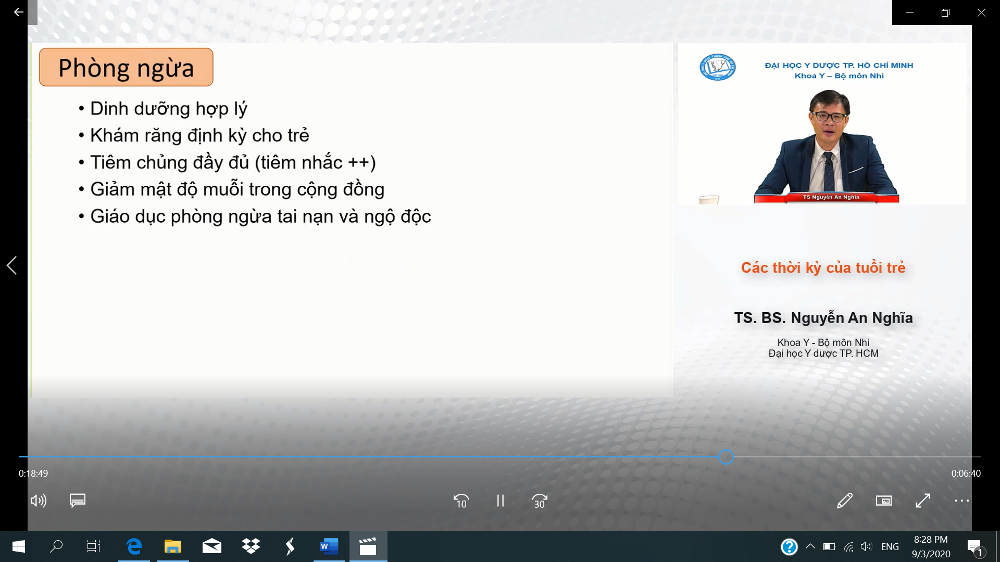 Phòng ngừa
• Dinh dưỡng hợp lý
• Khám răng định kỳ cho trẻ
• Tiêm chủng đầy đủ (tiêm nhắc ++)
• Giảm mật độ muỗi trong cộng đồng
• Giáo dục phòng ngừa tai nạn và ngộ độc
ĐẠI HỌC Y DƯỢC TP. HỒ CHÍ MINH
Khoa Y – Bộ môn Nhi
TS Nguyễn An Nghĩa
Các thời kỳ của tuổi trẻ
TS. BS. Nguyễn An Nghĩa
Khoa Y - Bộ môn Nhi
Đại học Y dược TP. HCM
0:18:49
0:06:40
10
30
W
ENG
8:28 PM
9/3/2020
1